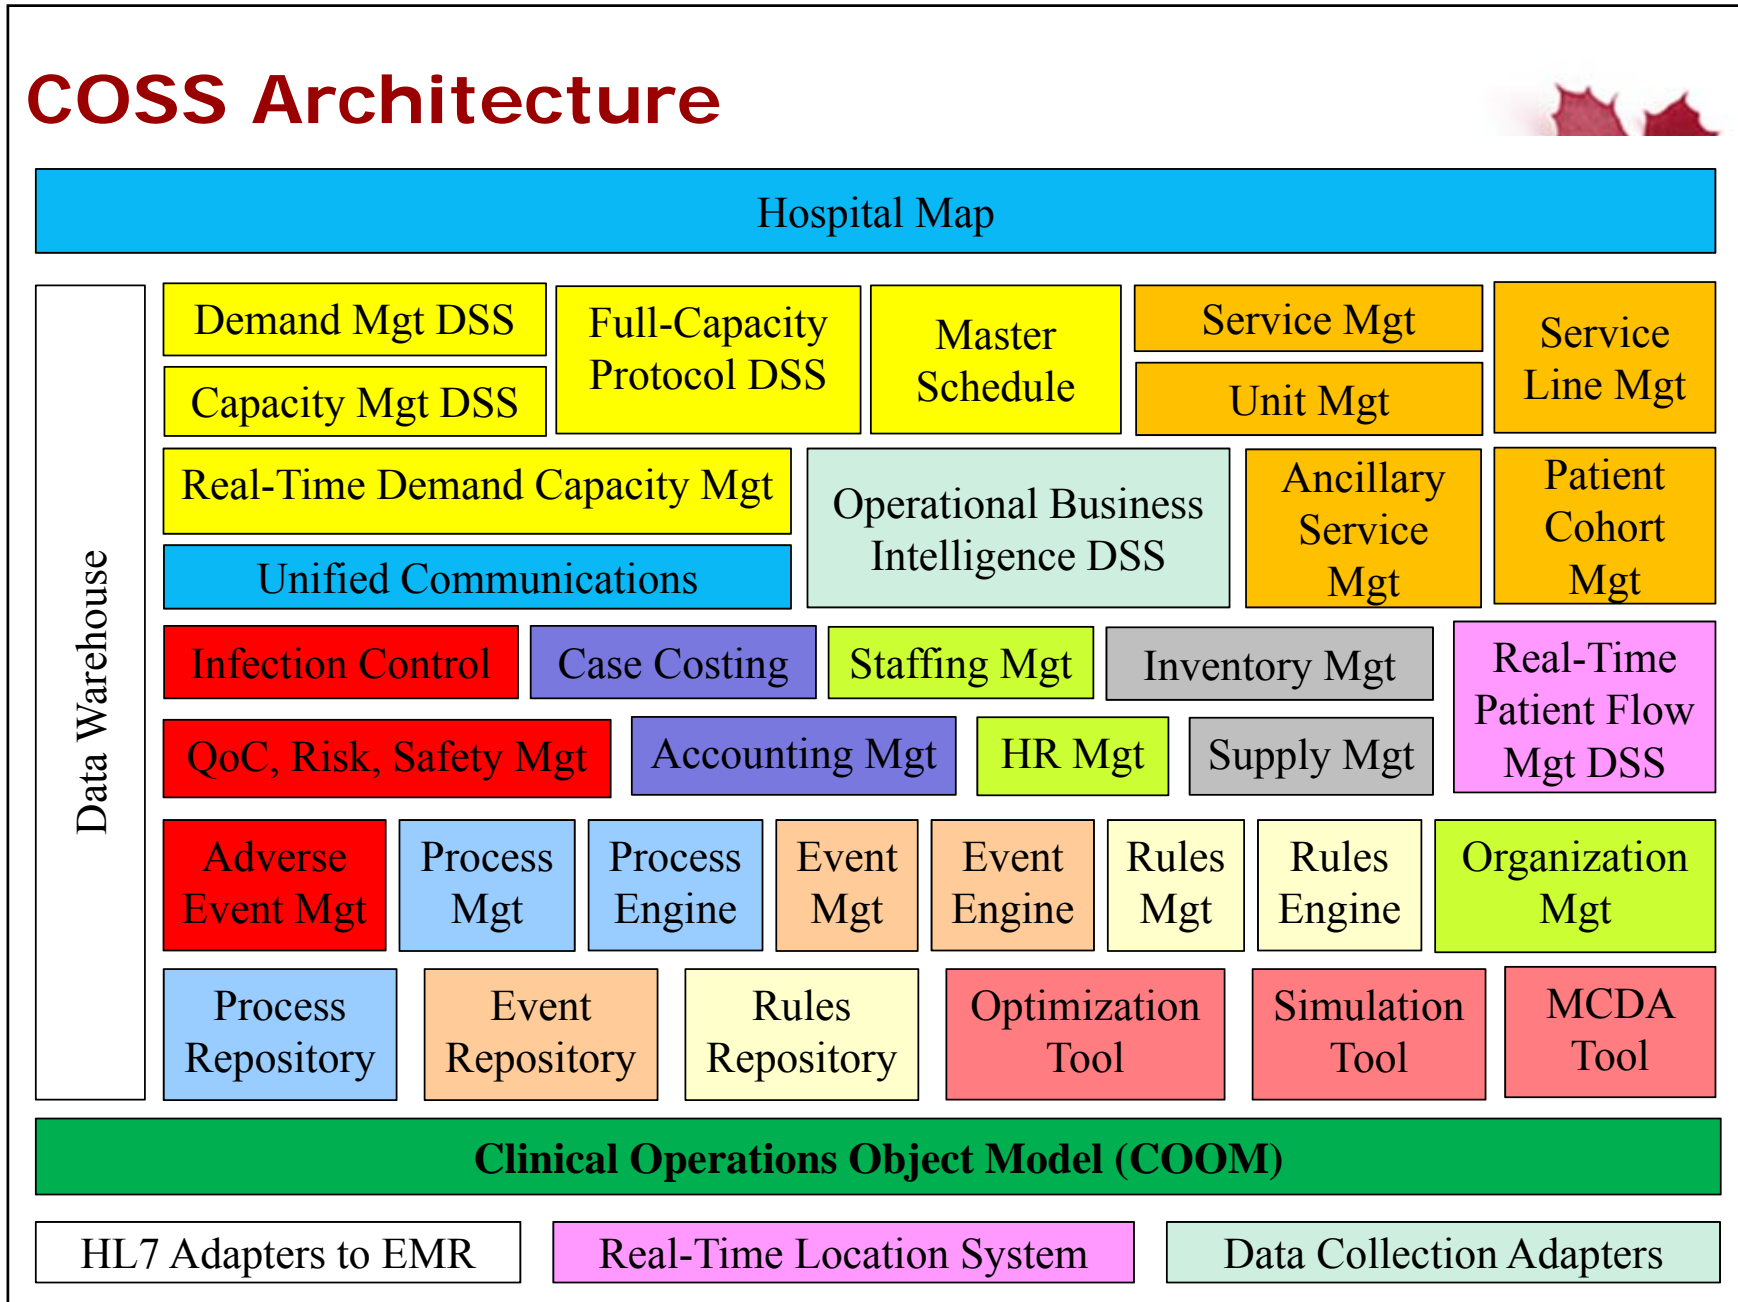 COSS Architecture
Hospital Map
Data Warehouse
Demand Mgt DSS
Capacity Mgt DSS
Full-Capacity
Protocol DSS
Master
Schedule
Service Mgt
Unit Mgt
Service
Line Mgt
Real-Time Demand Capacity Mgt
Unified Communications
Operational Business
Intelligence DSS
Ancillary
Service
Mgt
Patient
Cohort
Mgt
Infection Control
Case Costing
Staffing Mgt
Inventory Mgt
Real-Time
Patient Flow
Mgt DSS
QoC, Risk, Safety Mgt
Accounting Mgt
HR Mgt
Supply Mgt
Adverse
Event Mgt
Process
Mgt
Process
Engine
Event
Mgt
Event
Engine
Rules
Mgt
Rules
Engine
Organization
Mgt
Process
Repository
Event
Repository
Rules
Repository
Optimization
Tool
Simulation
Tool
MCDA
Tool
Clinical Operations Object Model (COOM)
HL7 Adapters to EMR
Real-Time Location System
Data Collection Adapters